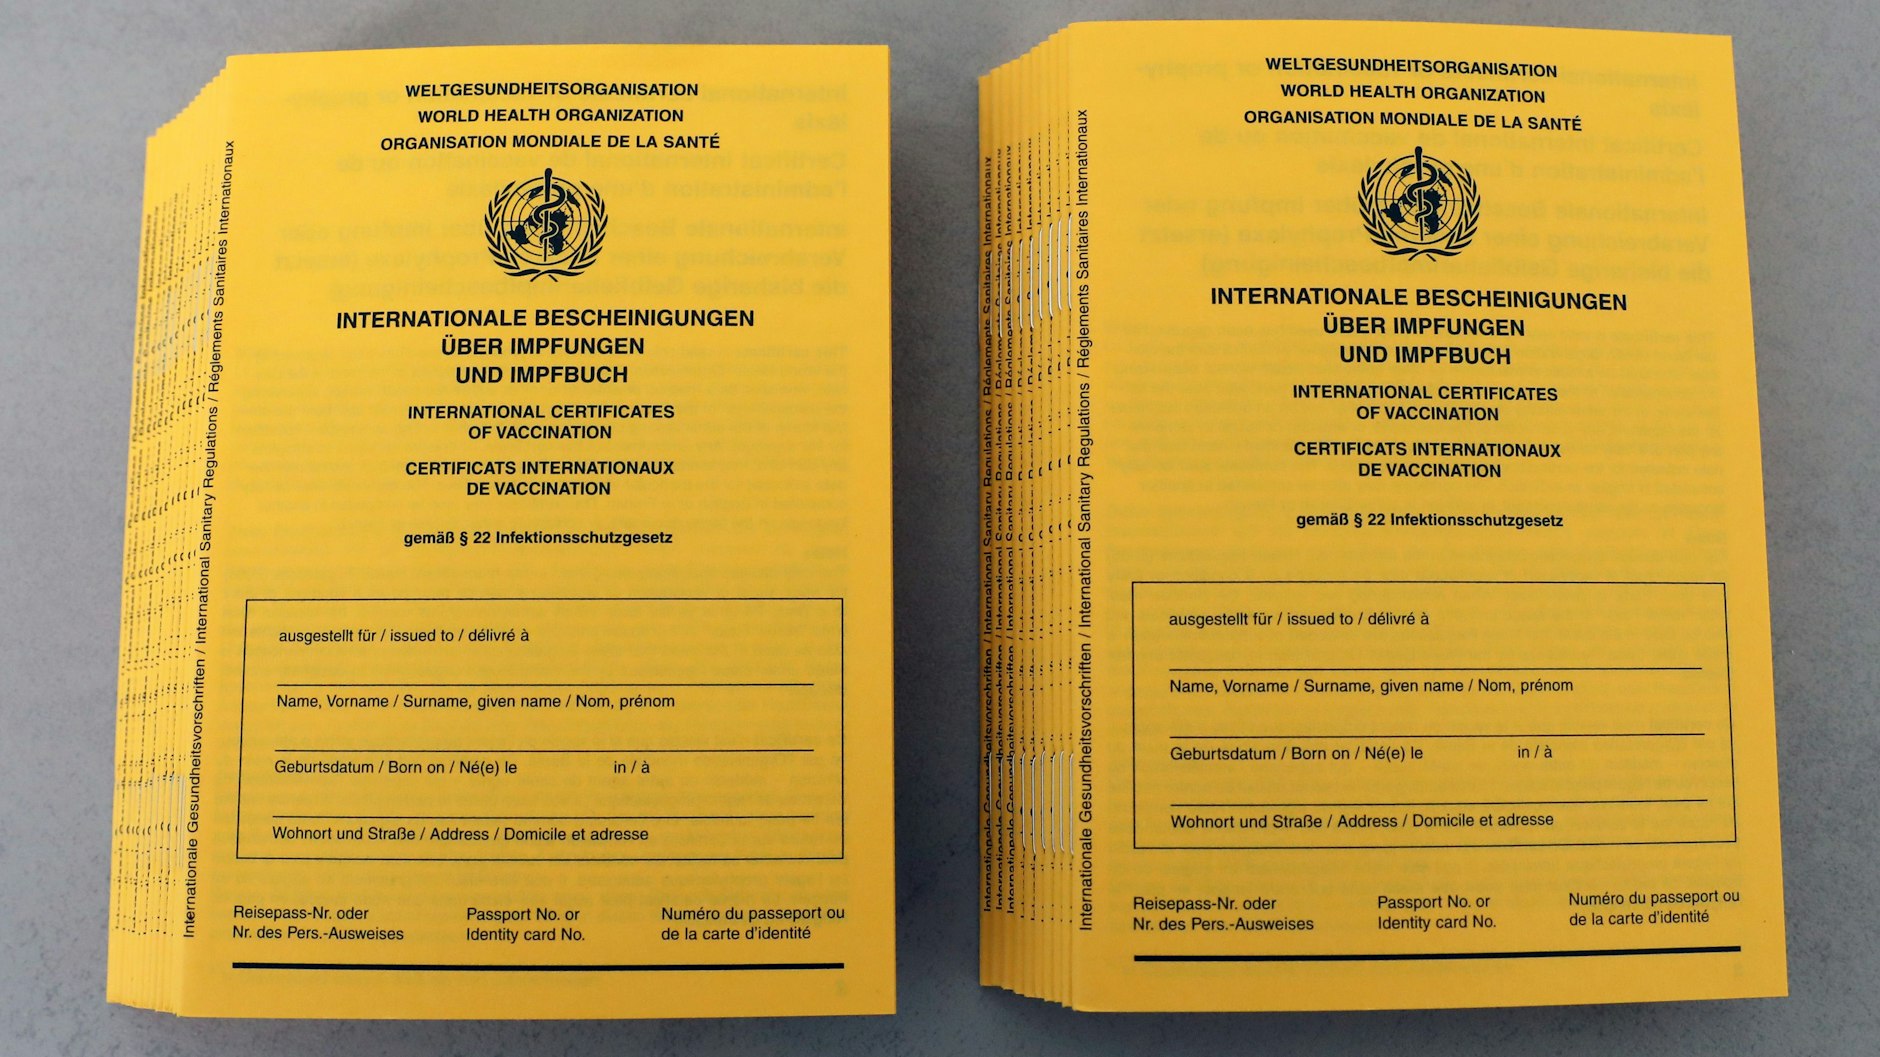 WELTGESUNDHEITSORGANISATION
WORLD HEALTH ORGANIZATION
ORGANISATION MONDIALE DE LA SANTÉ
INTERNATIONALE BESCHEINIGUNGEN
ÜBER IMPFUNGEN
UND IMPFBUCH
INTERNATIONAL CERTIFICATES
OF VACCINATION
CERTIFICATS INTERNATIONAUX
DE VACCINATION
gemäß § 22 Infektionsschutzgesetz
ausgestellt für / issued to / délivré à
Name, Vorname / Surname, given name / Nom, prénom
Geburtsdatum / Born on / Né(e) le in / à
Wohnort und Straße / Address / Domicile et adresse
Reisepass-Nr. oder
Nr. des Pers.-Ausweises
Passport No. or
Identity card No.
Numéro du passeport ou
de la carte d'identité
Internationale Gesundheitsvorschriften / International Sanitary Regulations / Réglements Sanitaires Internationaux
WELTGESUNDHEITSORGANISATION
WORLD HEALTH ORGANIZATION
ORGANISATION MONDIALE DE LA SANTÉ
INTERNATIONALE BESCHEINIGUNGEN
ÜBER IMPFUNGEN
UND IMPFBUCH
INTERNATIONAL CERTIFICATES
OF VACCINATION
CERTIFICATS INTERNATIONAUX
DE VACCINATION
gemäß § 22 Infektionsschutzgesetz
ausgestellt für / issued to / délivré à
Name, Vorname / Surname, given name / Nom, prénom
Geburtsdatum / Born on / Né(e) le in / à
Wohnort und Straße / Address / Domicile et adresse
Reisepass-Nr. oder
Nr. des Pers.-Ausweises
Passport No. or
Identity card No.
Numéro du passeport ou
de la carte d'identité
Internationale Gesundheitsvorschriften / International Sanitary Regulations / Réglements Sanitaires Internationaux